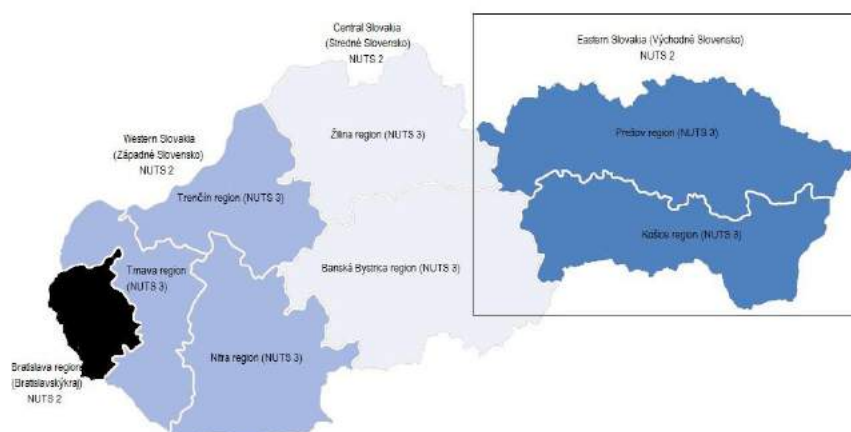 Central Slovakia
(Stredné Slovensko)
NUTS 2
Eastern Slovakia (Východné Slovensko)
NUTS 2
Western Slovakia
(Západné Slovensko)
NUTS 2
Žilina region (NUTS 3)
Prešov region (NUTS 3)
Trenčín region (NUTS 3)
Košice region (NUTS 3)
Trnava region
(NUTS 3)
Banská Bystrica region (NUTS 3)
Nitra region (NUTS 3)
Bratislava region
(Bratislavskýkraj)
NUTS 2